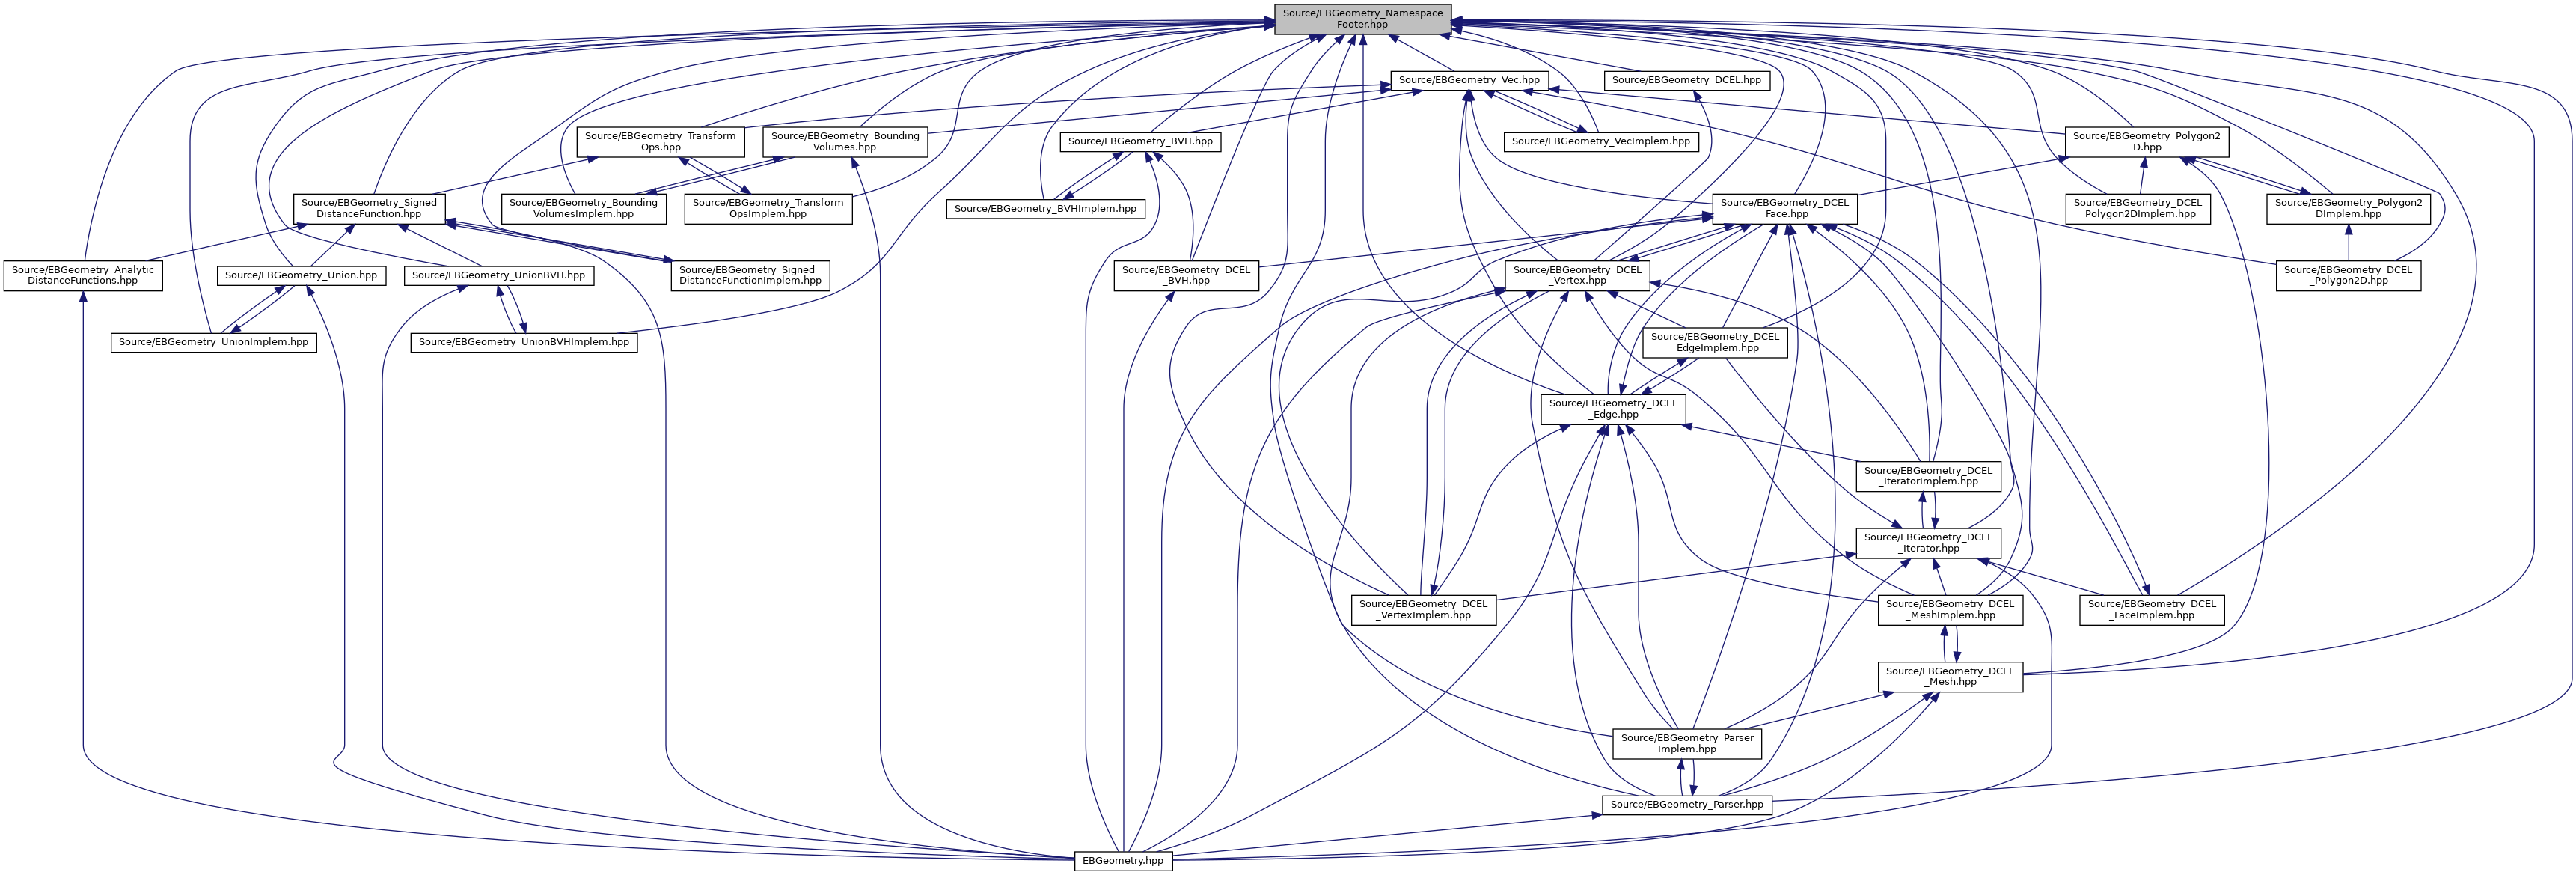 Source/EBGeometry_Namespace
Footer.hpp
Source/EBGeometry_Vec.hpp
Source/EBGeometry_DCEL.hpp
Source/EBGeometry_Transform
Ops.hpp
Source/EBGeometry_Bounding
Volumes.hpp
Source/EBGeometry_BVH.hpp
Source/EBGeometry_VecImplem.hpp
Source/EBGeometry_Polygon2
D.hpp
Source/EBGeometry_Signed
DistanceFunction.hpp
Source/EBGeometry_Bounding
VolumesImplem.hpp
Source/EBGeometry_Transform
OpsImplem.hpp
Source/EBGeometry_BVHImplem.hpp
Source/EBGeometry_DCEL
_Face.hpp
Source/EBGeometry_DCEL
_Polygon2DImplem.hpp
Source/EBGeometry_Polygon2
DImplem.hpp
Source/EBGeometry_Analytic
DistanceFunctions.hpp
Source/EBGeometry_Union.hpp
Source/EBGeometry_UnionBVH.hpp
Source/EBGeometry_Signed
DistanceFunctionImplem.hpp
Source/EBGeometry_DCEL
_BVH.hpp
Source/EBGeometry_DCEL
_Vertex.hpp
Source/EBGeometry_DCEL
_Polygon2D.hpp
Source/EBGeometry_UnionImplem.hpp
Source/EBGeometry_UnionBVHImplem.hpp
Source/EBGeometry_DCEL
_EdgeImplem.hpp
Source/EBGeometry_DCEL
_Edge.hpp
Source/EBGeometry_DCEL
_IteratorImplem.hpp
Source/EBGeometry_DCEL
_Iterator.hpp
Source/EBGeometry_DCEL
_VertexImplem.hpp
Source/EBGeometry_DCEL
_MeshImplem.hpp
Source/EBGeometry_DCEL
_FaceImplem.hpp
Source/EBGeometry_DCEL
_Mesh.hpp
Source/EBGeometry_Parser
Implem.hpp
Source/EBGeometry_Parser.hpp
EBGeometry.hpp